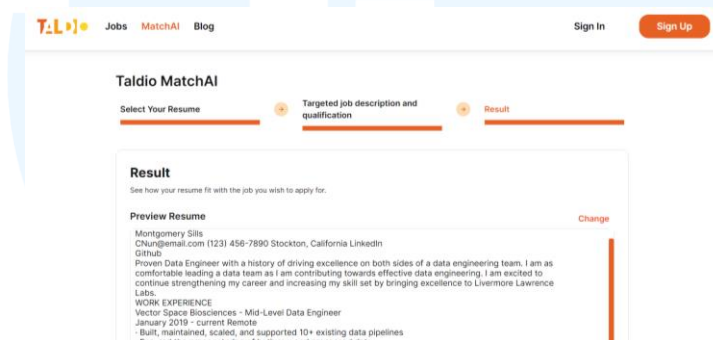 TALDIO Jobs MatchAI Blog Sign In Sign Up
Taldio MatchAI
Select Your Resume
Targeted job description and
qualification
Result
Result
See how your resume fit with the job you wish to apply for.
Preview Resume Change
Montgomery Sills
CNun@email.com (123) 456-7890 Stockton, California LinkedIn
Github
Proven Data Engineer with a history of driving excellence on both sides of a data engineering team. I am as
comfortable leading a data team as I am contributing towards effective data engineering. I am excited to
continue strengthening my career and increasing my skill set by bringing excellence to Livermore Lawrence
Labs.
WORK EXPERIENCE
Vector Space Biosciences - Mid-Level Data Engineer
January 2019 - current Remote
- Built, maintained, scaled, and supported 10+ existing data pipelines